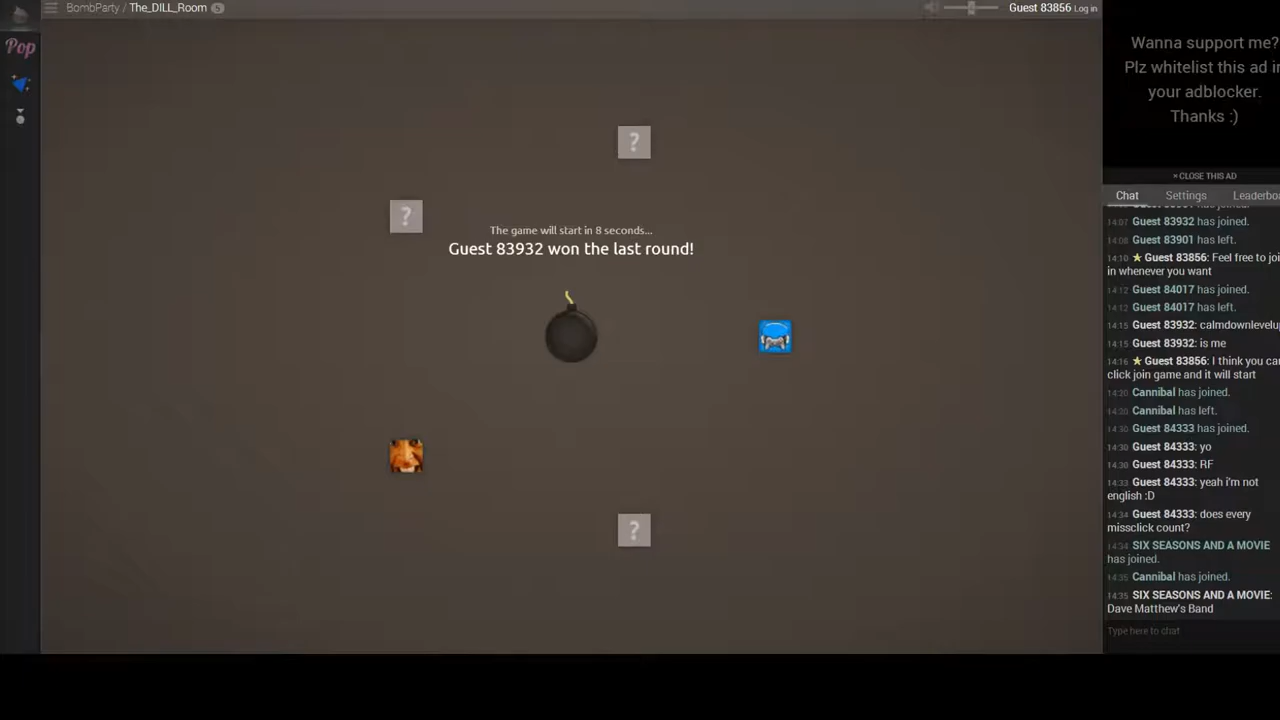 BombParty / The_DILL_Room 5
Guest 83856 Log in
Pop
Wanna support me?
Plz whitelist this ad in
your adblocker.
Thanks :)
× CLOSE THIS AD
Chat Settings
?
?
The game will start in 8 seconds...
Guest 83932 won the last round!
?
14:07 Guest 83932 has joined.
14:08 Guest 83901 has left.
14:10 ★ Guest 83856: Feel free to joi
in whenever you want
14:12 Guest 84017 has joined.
14:12 Guest 84017 has left.
14:15 Guest 83932: calmdownlevelup
14:15 Guest 83932: is me
14:16 ★ Guest 83856: I think you ca
click join game and it will start
14:20 Cannibal has joined.
14:20 Cannibal has left.
14:30 Guest 84333 has joined.
14:30 Guest 84333: yo
14:30 Guest 84333: RF
14:33 Guest 84333: yeah i'm not
english :D
14:34 Guest 84333: does every
missclick count?
14:34 SIX SEASONS AND A MOVIE
has joined.
14:35 Cannibal has joined.
14:35 SIX SEASONS AND A MOVIE:
Dave Matthew's Band
Type here to chat